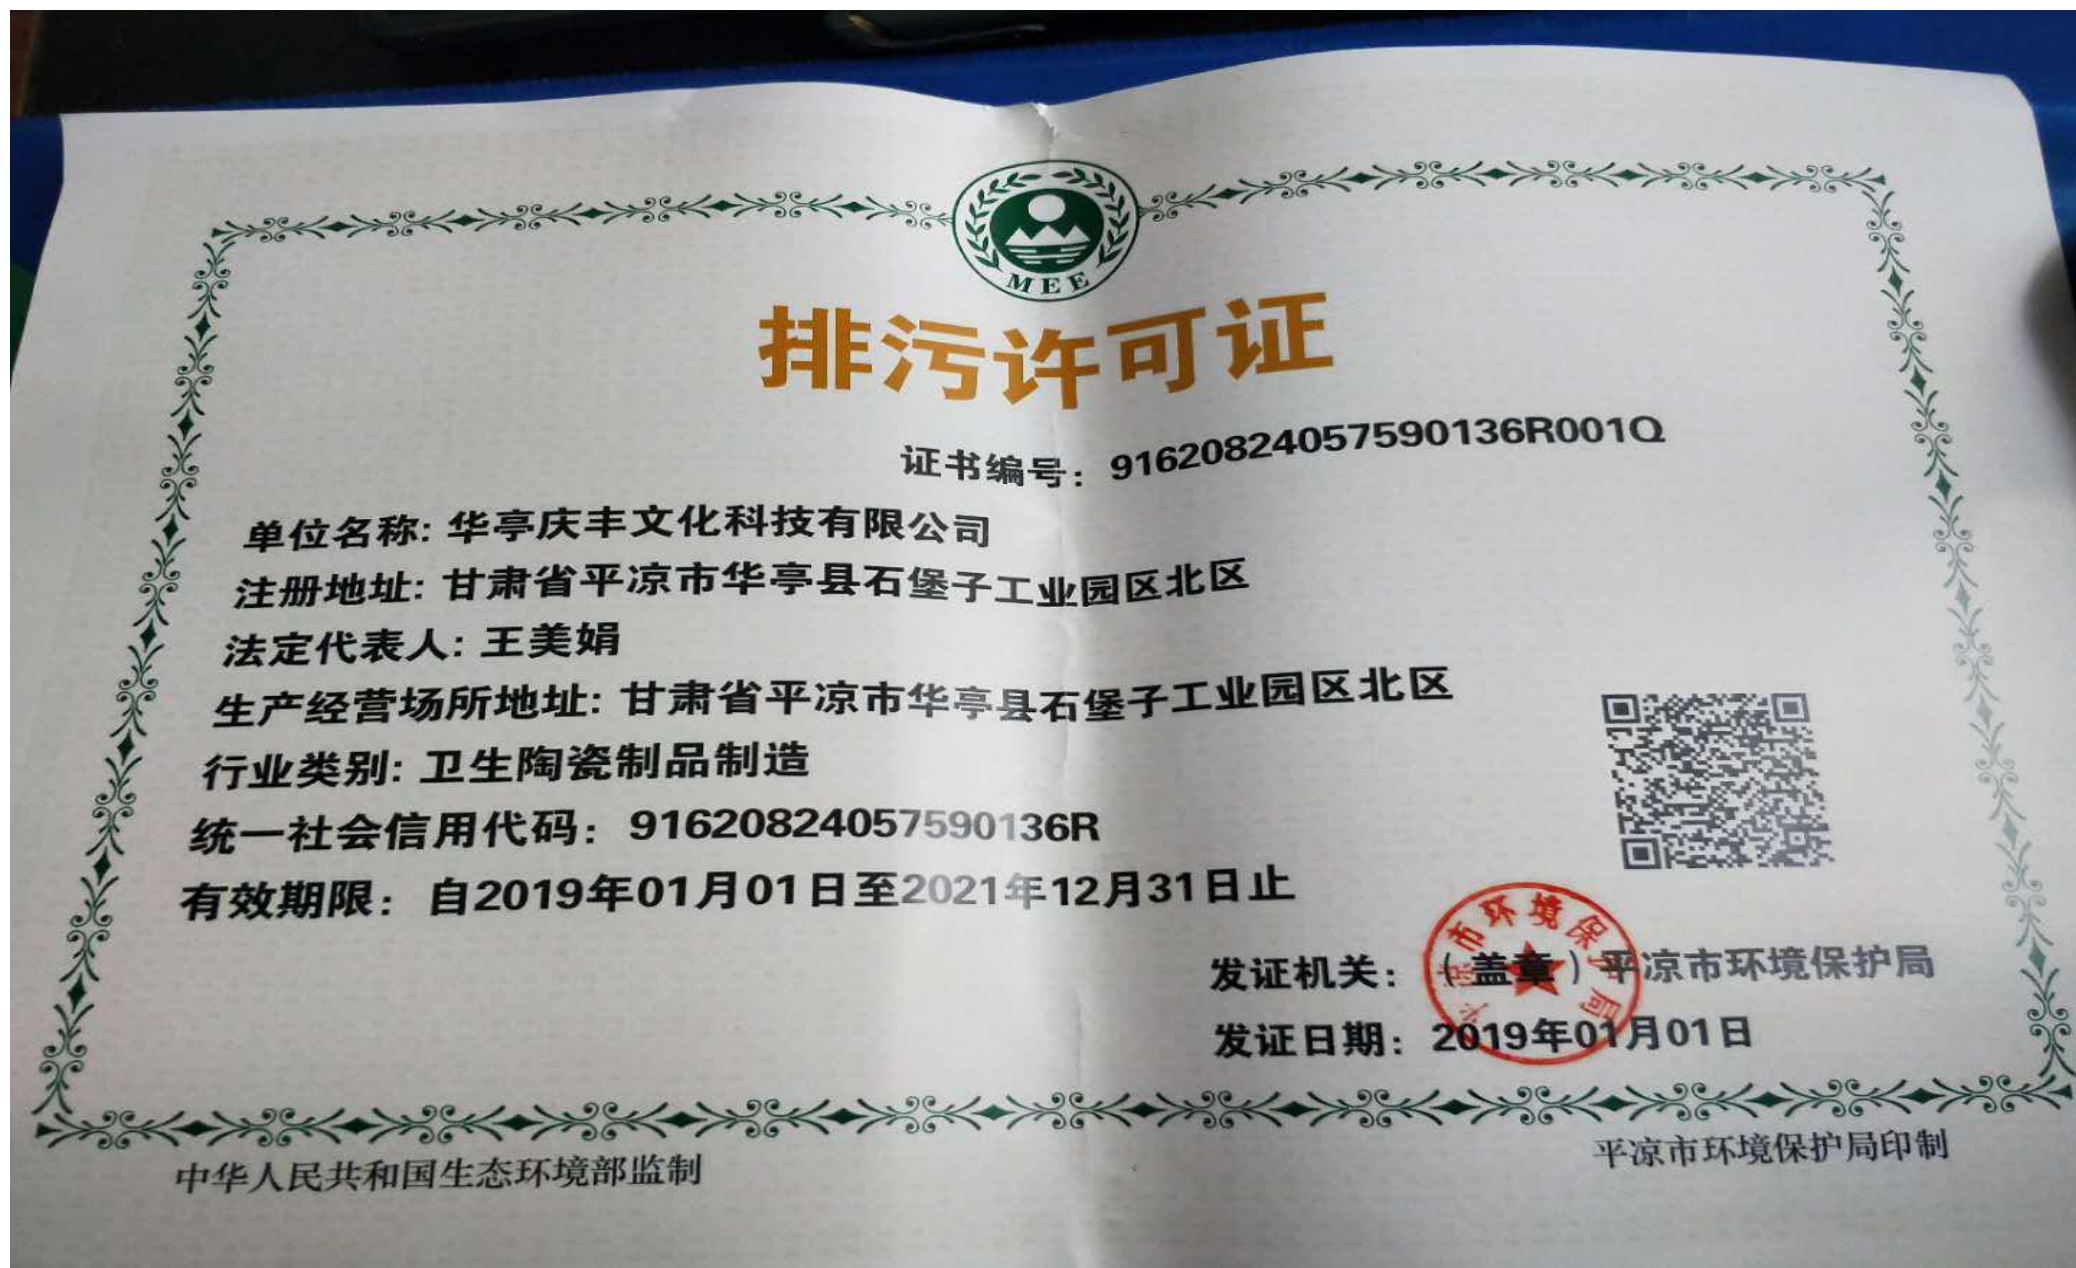 MEE
排污许可证
证书编号：91620824057590136R001Q
单位名称: 华亭庆丰文化科技有限公司
注册地址: 甘肃省平凉市华亭县石堡子工业园区北区
法定代表人: 王美娟
生产经营场所地址: 甘肃省平凉市华亭县石堡子工业园区北区
行业类别: 卫生陶瓷制品制造
统一社会信用代码：91620824057590136R
有效期限：自2019年01月01日至2021年12月31日止
发证机关：（盖章）平凉市环境保护局
平凉市环境保护局
发证日期：2019年01月01日
中华人民共和国生态环境部监制
平凉市环境保护局印制